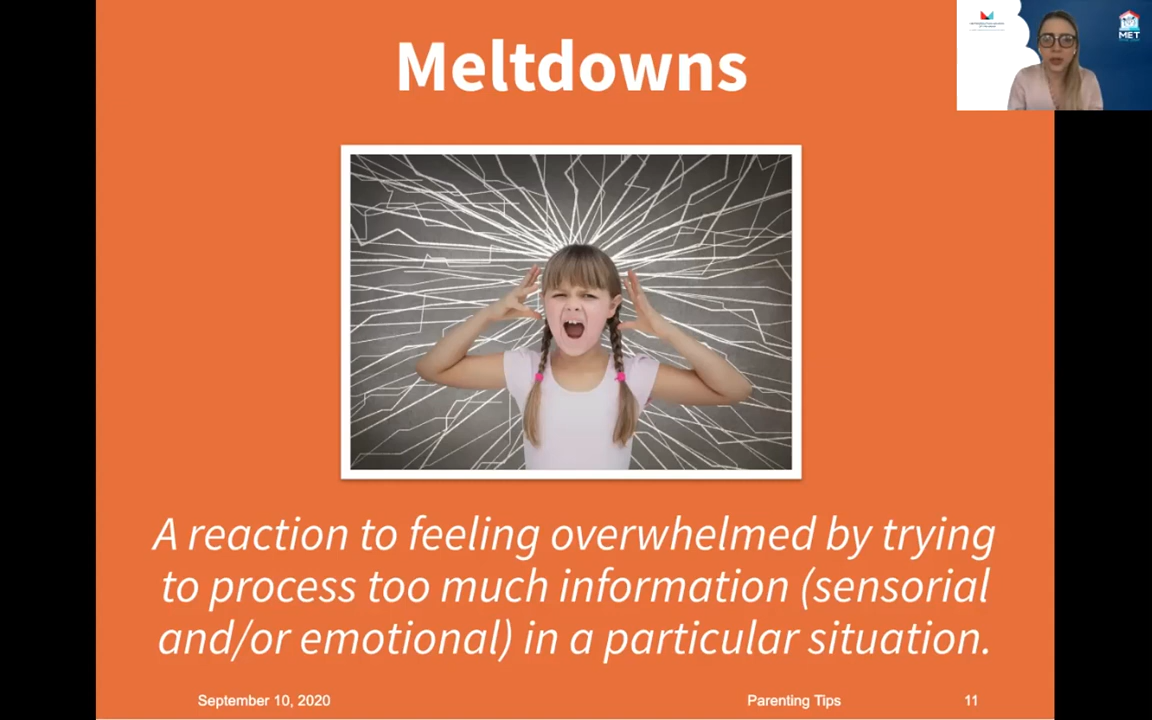 Meltdowns
MET
A reaction to feeling overwhelmed by trying
to process too much information (sensorial
and/or emotional) in a particular situation.
September 10, 2020
Parenting Tips
11